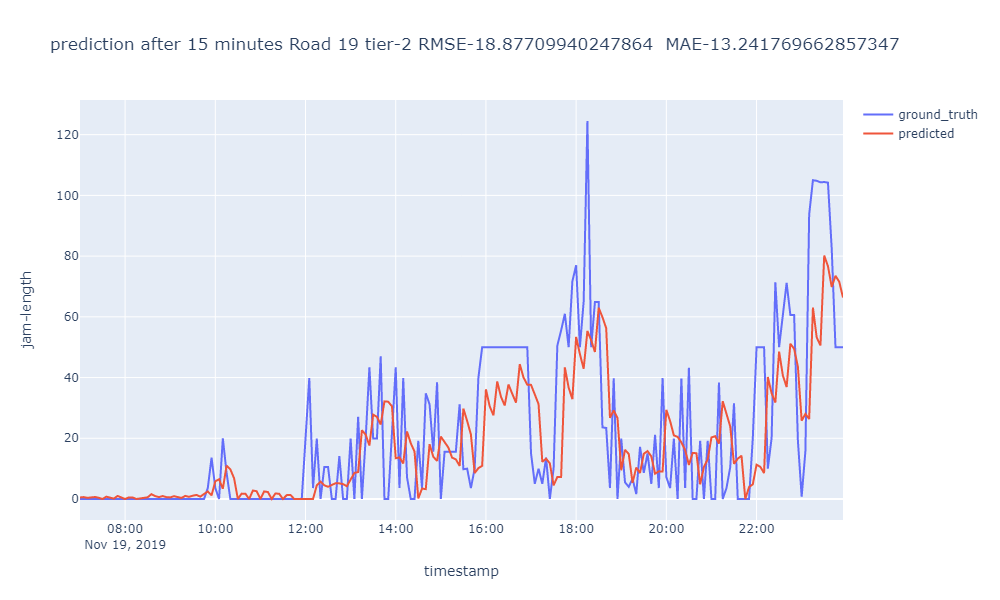 prediction after 15 minutes Road 19 tier-2 RMSE-18.87709940247864  MAE-13.241769662857347
ground_truth
predicted
120
100
80
60
40
20
0
jam-length
08:00 10:00 12:00 14:00 16:00 18:00 20:00 22:00
Nov 19, 2019
timestamp